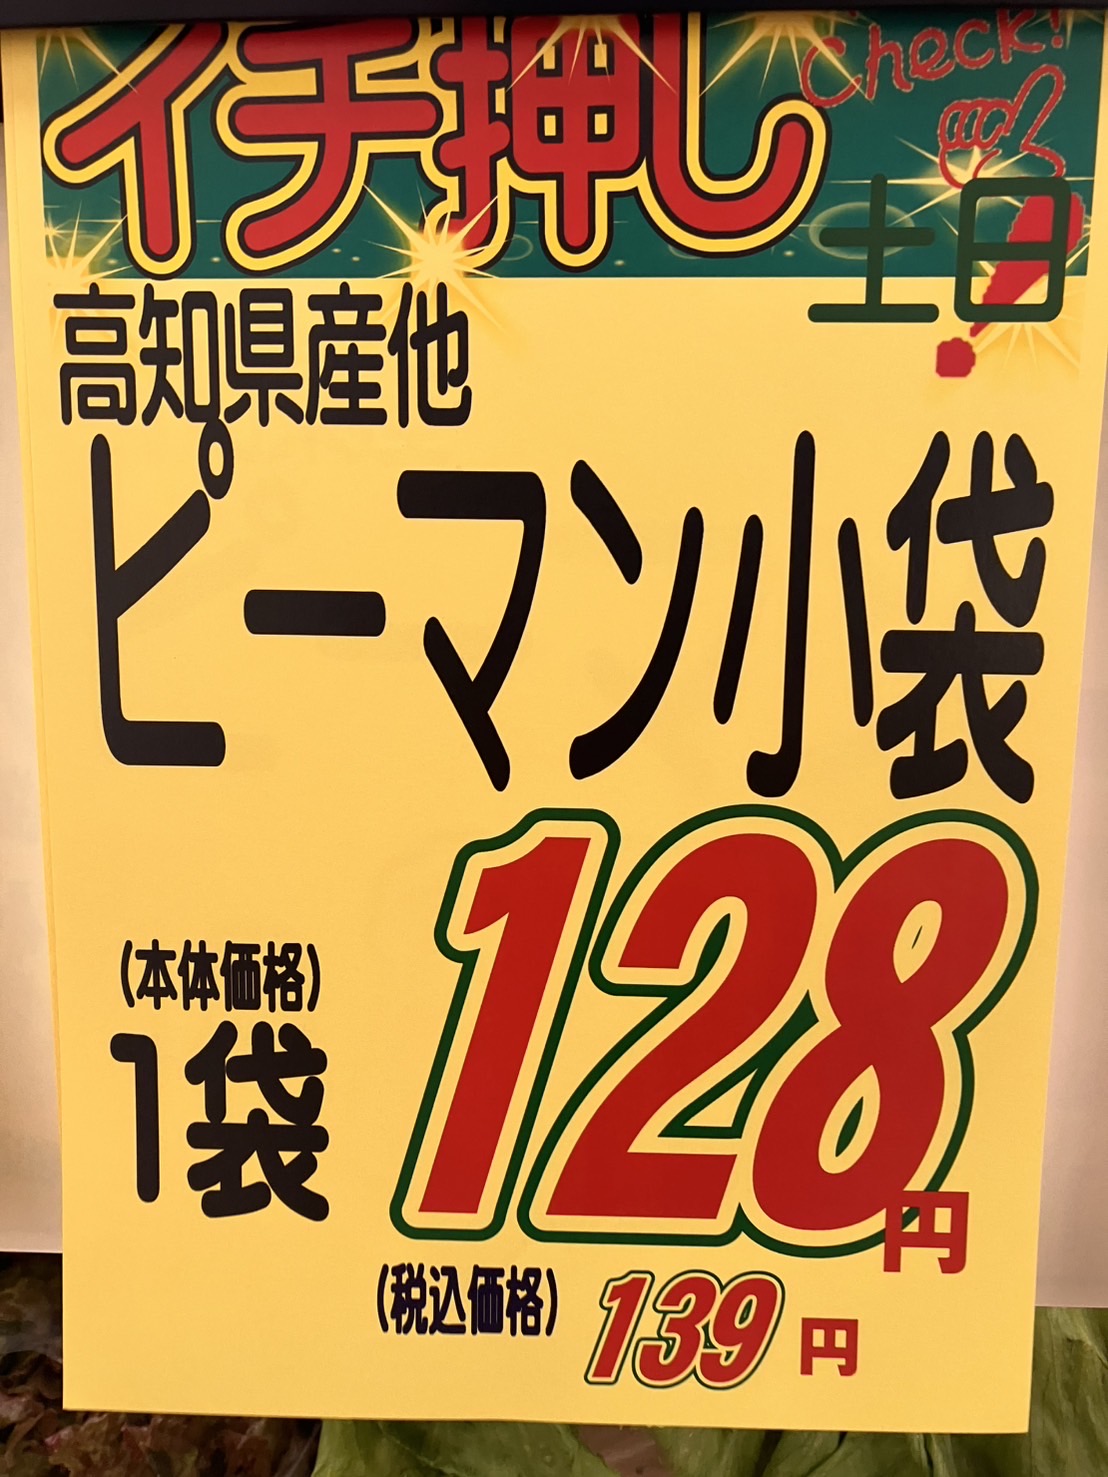 イチ押し
Check!
土日
高知県産他
ピーマン小袋
(本体価格)
1袋
128円
(税込価格) 139円